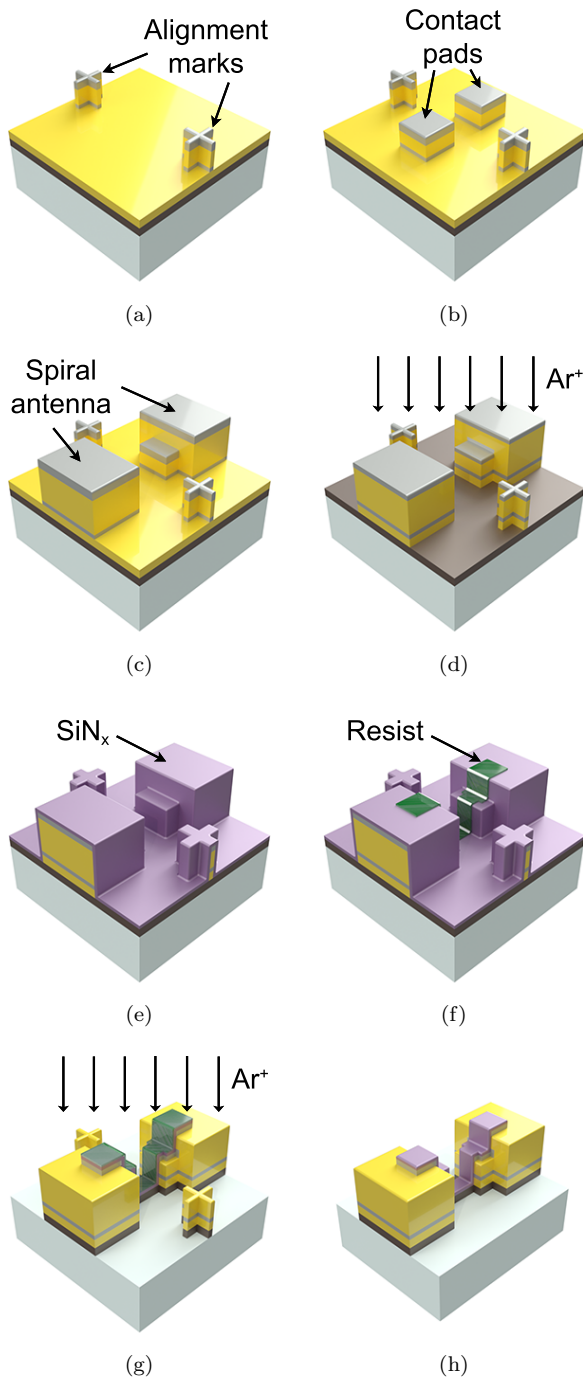 Alignment
marks
Contact
pads
(a)
(b)
Spiral
antenna
Ar⁺
(c)
(d)
SiNₓ
Resist
(e)
(f)
Ar⁺
(g)
(h)